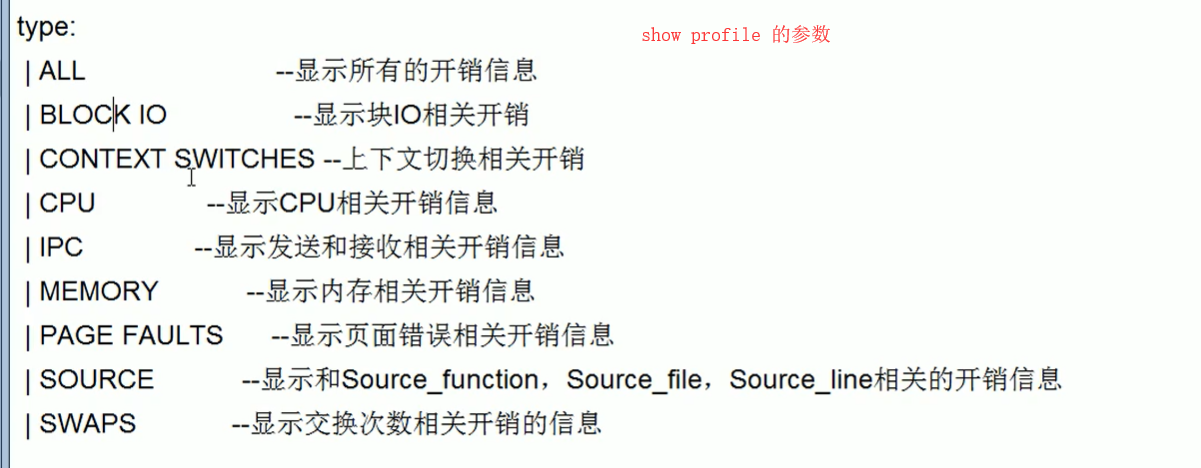 type:
show profile 的参数
| ALL --显示所有的开销信息
| BLOCK IO --显示块IO相关开销
| CONTEXT SWITCHES --上下文切换相关开销
| CPU --显示CPU相关开销信息
| IPC --显示发送和接收相关开销信息
| MEMORY --显示内存相关开销信息
| PAGE FAULTS --显示页面错误相关开销信息
| SOURCE --显示和Source_function，Source_file，Source_line相关的开销信息
| SWAPS --显示交换次数相关开销的信息